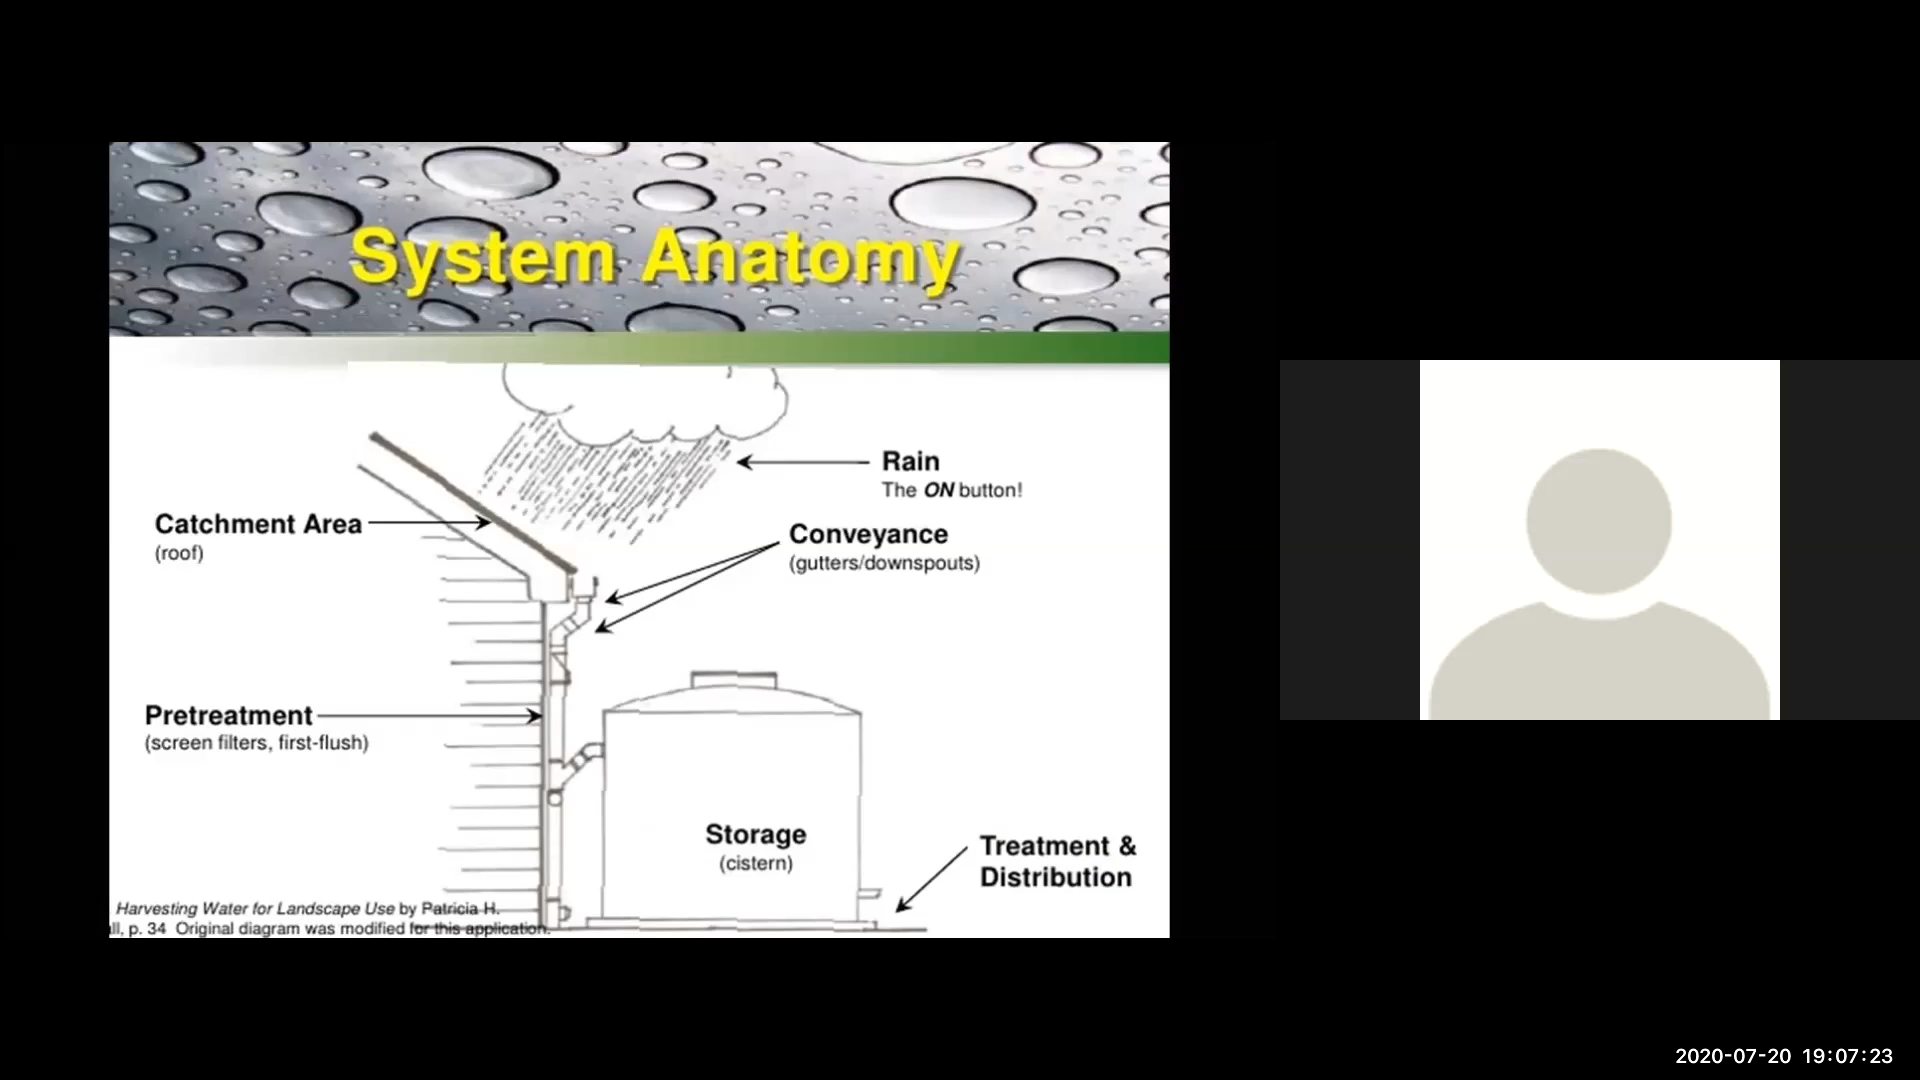 System Anatomy
Rain
The ON button!
Catchment Area
(roof)
Conveyance
(gutters/downspouts)
Pretreatment
(screen filters, first-flush)
Storage
(cistern)
Treatment &
Distribution
Harvesting Water for Landscape Use by Patricia H.
ll, p. 34 Original diagram was modified for this application.
2020-07-20 19:07:23